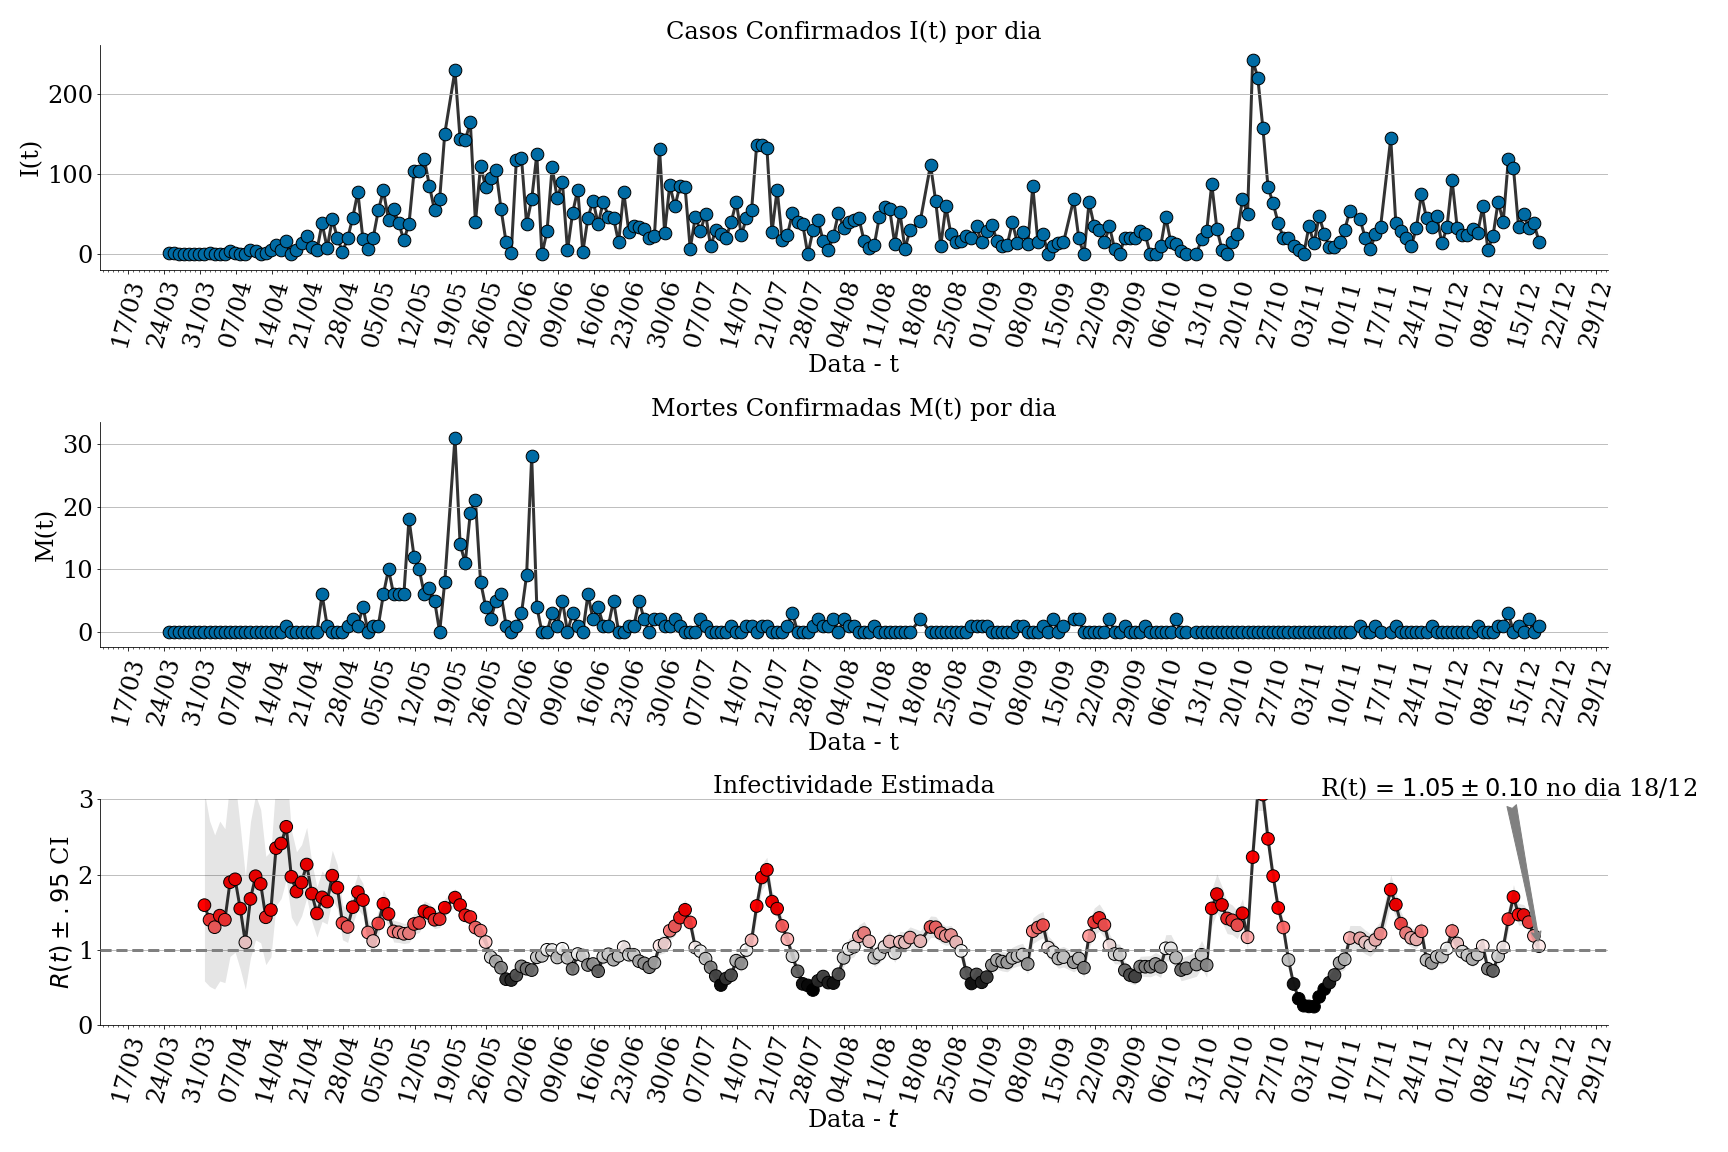 Casos Confirmados I(t) por dia
I(t)
200
100
0
17/03 24/03 31/03 07/04 14/04 21/04 28/04 05/05 12/05 19/05 26/05 02/06 09/06 16/06 23/06 30/06 07/07 14/07 21/07 28/07 04/08 11/08 18/08 25/08 01/09 08/09 15/09 22/09 29/09 06/10 13/10 20/10 27/10 03/11 10/11 17/11 24/11 01/12 08/12 15/12 22/12 29/12
Data - t
Mortes Confirmadas M(t) por dia
M(t)
30
20
10
0
17/03 24/03 31/03 07/04 14/04 21/04 28/04 05/05 12/05 19/05 26/05 02/06 09/06 16/06 23/06 30/06 07/07 14/07 21/07 28/07 04/08 11/08 18/08 25/08 01/09 08/09 15/09 22/09 29/09 06/10 13/10 20/10 27/10 03/11 10/11 17/11 24/11 01/12 08/12 15/12 22/12 29/12
Data - t
Infectividade Estimada
R(t) = 1.05 ± 0.10 no dia 18/12
R(t) ± .95 CI
3
2
1
0
17/03 24/03 31/03 07/04 14/04 21/04 28/04 05/05 12/05 19/05 26/05 02/06 09/06 16/06 23/06 30/06 07/07 14/07 21/07 28/07 04/08 11/08 18/08 25/08 01/09 08/09 15/09 22/09 29/09 06/10 13/10 20/10 27/10 03/11 10/11 17/11 24/11 01/12 08/12 15/12 22/12 29/12
Data - t